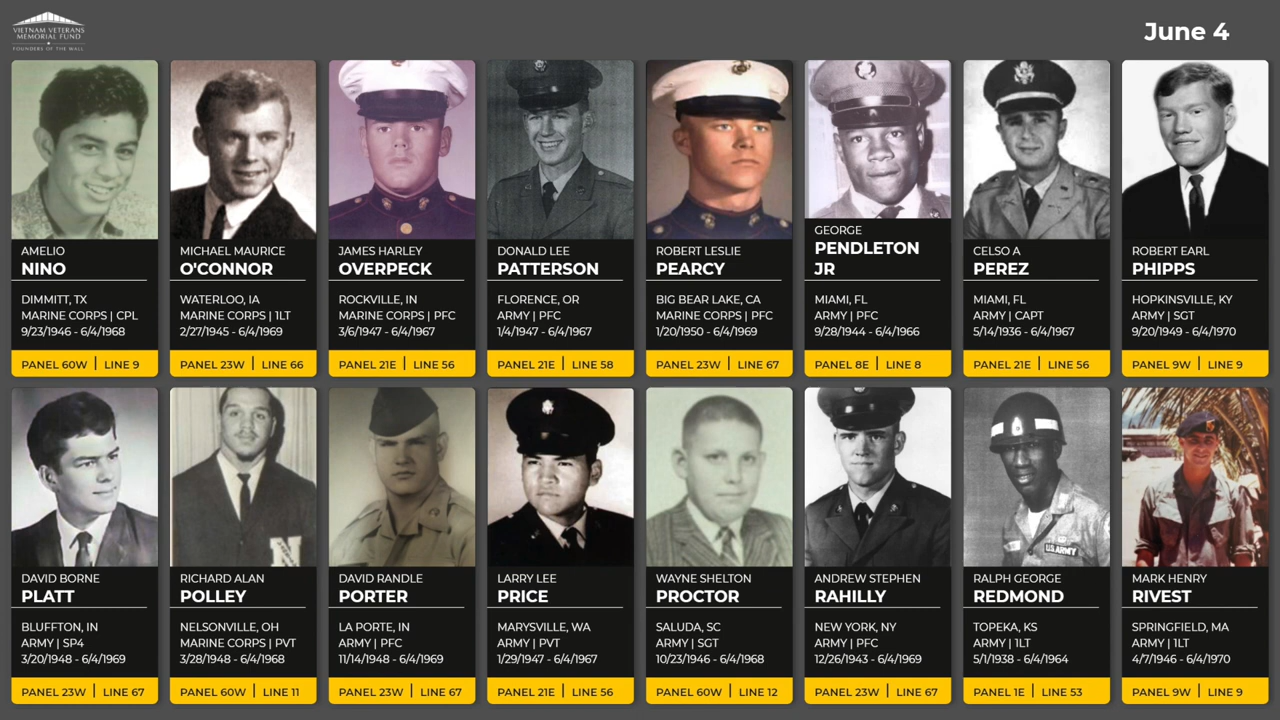 VIETNAM VETERANS
MEMORIAL FUND
FOUNDERS OF THE WALL
June 4
AMELIO
NINO
DIMMITT, TX
MARINE CORPS | CPL
9/23/1946 - 6/4/1968
PANEL 60W | LINE 9
MICHAEL MAURICE
O'CONNOR
WATERLOO, IA
MARINE CORPS | 1LT
2/27/1945 - 6/4/1969
PANEL 23W | LINE 66
JAMES HARLEY
OVERPECK
ROCKVILLE, IN
MARINE CORPS | PFC
3/6/1947 - 6/4/1967
PANEL 21E | LINE 56
DONALD LEE
PATTERSON
FLORENCE, OR
ARMY | PFC
1/4/1947 - 6/4/1967
PANEL 21E | LINE 58
ROBERT LESLIE
PEARCY
BIG BEAR LAKE, CA
MARINE CORPS | PFC
1/20/1950 - 6/4/1969
PANEL 23W | LINE 67
GEORGE
PENDLETON
JR
MIAMI, FL
ARMY | PFC
9/28/1944 - 6/4/1966
PANEL 8E | LINE 8
CELSO A
PEREZ
MIAMI, FL
ARMY | CAPT
5/14/1936 - 6/4/1967
PANEL 21E | LINE 56
ROBERT EARL
PHIPPS
HOPKINSVILLE, KY
ARMY | SGT
9/20/1949 - 6/4/1970
PANEL 9W | LINE 9
DAVID BORNE
PLATT
BLUFFTON, IN
ARMY | SP4
3/20/1948 - 6/4/1969
PANEL 23W | LINE 67
N
RICHARD ALAN
POLLEY
NELSONVILLE, OH
MARINE CORPS | PVT
3/28/1948 - 6/4/1968
PANEL 60W | LINE 11
DAVID RANDLE
PORTER
LA PORTE, IN
ARMY | PFC
11/14/1948 - 6/4/1969
PANEL 23W | LINE 67
LARRY LEE
PRICE
MARYSVILLE, WA
ARMY | PVT
1/29/1947 - 6/4/1967
PANEL 21E | LINE 56
WAYNE SHELTON
PROCTOR
SALUDA, SC
ARMY | SGT
10/23/1946 - 6/4/1968
PANEL 60W | LINE 12
ANDREW STEPHEN
RAHILLY
NEW YORK, NY
ARMY | PFC
12/26/1943 - 6/4/1969
PANEL 23W | LINE 67
U.S. ARMY
RALPH GEORGE
REDMOND
TOPEKA, KS
ARMY | 1LT
5/1/1938 - 6/4/1964
PANEL 1E | LINE 53
MARK HENRY
RIVEST
SPRINGFIELD, MA
ARMY | 1LT
4/7/1946 - 6/4/1970
PANEL 9W | LINE 9